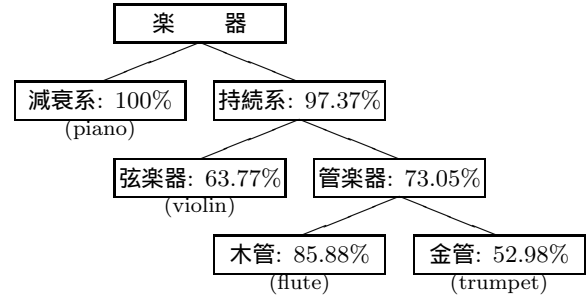 楽 器
減衰系: 100%
(piano)
持続系: 97.37%
弦楽器: 63.77%
(violin)
管楽器: 73.05%
木管: 85.88%
(flute)
金管: 52.98%
(trumpet)